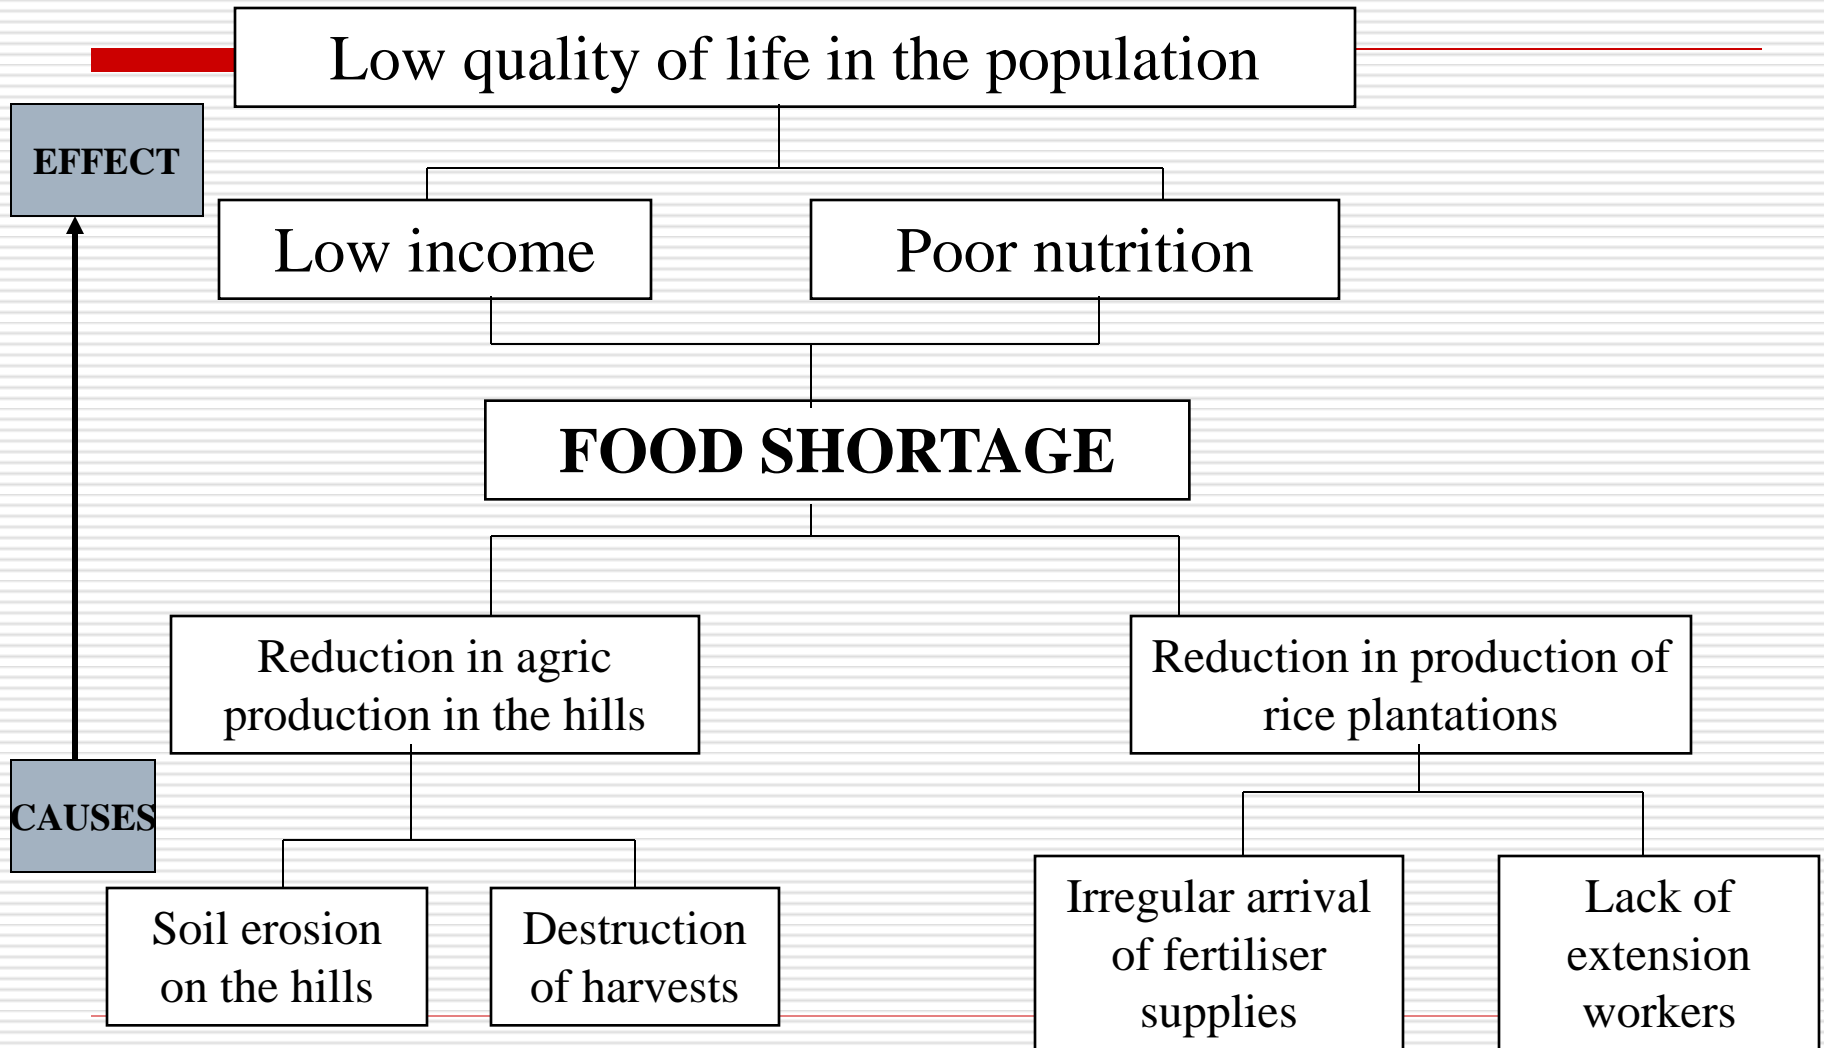 Low quality of life in the population
EFFECT
Low income
Poor nutrition
FOOD SHORTAGE
Reduction in agric
production in the hills
Reduction in production of
rice plantations
CAUSES
Soil erosion
on the hills
Destruction
of harvests
Irregular arrival
of fertiliser
supplies
Lack of
extension
workers